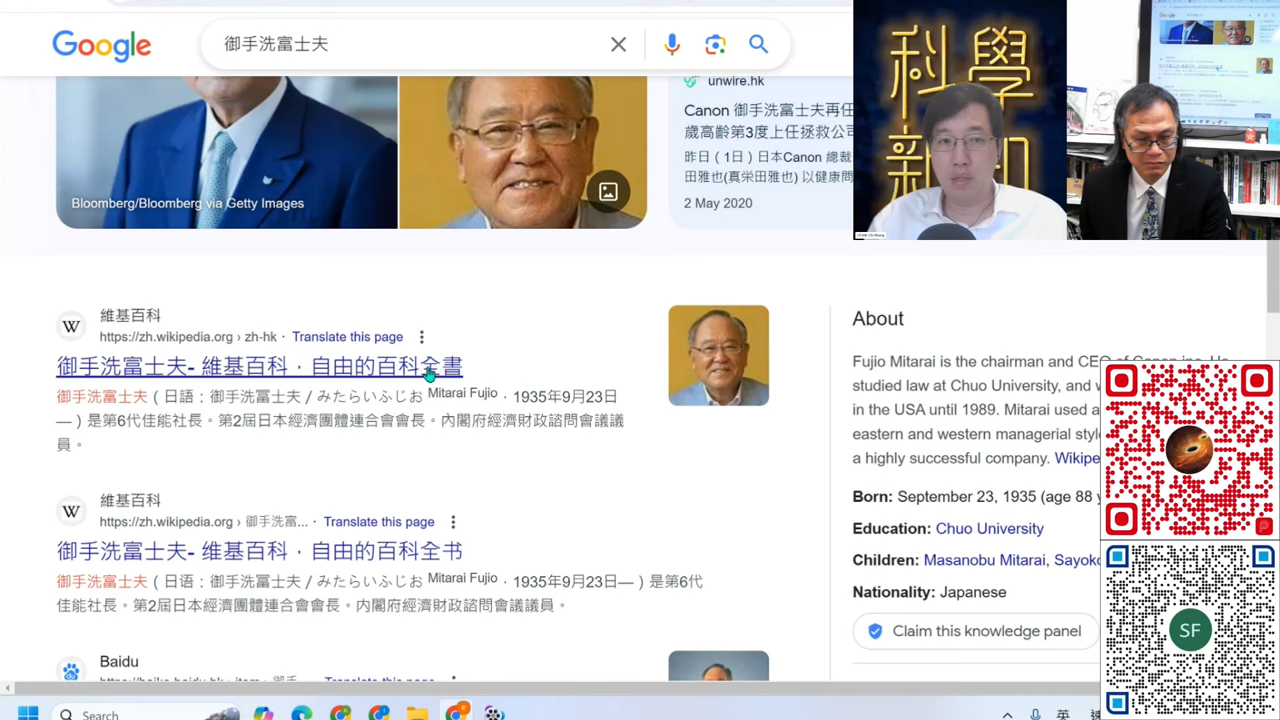 Google
御手洗富士夫
Bloomberg/Bloomberg via Getty Images
unwire.hk
Canon 御手洗富士夫再任
歲高齡第3度上任拯救公司
昨日（1日）日本Canon 總裁
田雅也(真栄田雅也) 以健康問
2 May 2020
科學
新知
W
維基百科
https://zh.wikipedia.org › zh-hk · Translate this page
御手洗富士夫- 維基百科，自由的百科全書
御手洗富士夫（日語：御手洗冨士夫／みたらいふじお Mitarai Fujio，1935年9月23日
—）是第6代佳能社長。第2屆日本經濟團體連合會會長。內閣府經濟財政諮問會議議
員。
W
維基百科
https://zh.wikipedia.org › 御手洗富... · Translate this page
御手洗富士夫- 维基百科，自由的百科全书
御手洗富士夫（日语：御手洗冨士夫／みたらいふじお Mitarai Fujio，1935年9月23日—）是第6代
佳能社長。第2屆日本經濟團體連合會會長。內閣府經濟財政諮問會議議員。
Baidu
About
Fujio Mitarai is the chairman and CEO of Canon inc. He
studied law at Chuo University, and w
in the USA until 1989. Mitarai used a
eastern and western managerial style
a highly successful company. Wikipe
Born: September 23, 1935 (age 88 y
Education: Chuo University
Children: Masanobu Mitarai, Sayoko
Nationality: Japanese
Claim this knowledge panel
SF
Search
英